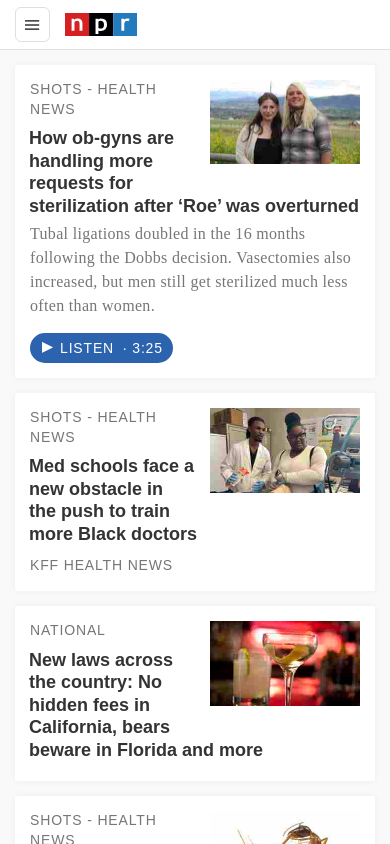 npr
SHOTS - HEALTH
NEWS
How ob-gyns are
handling more
requests for
sterilization after ‘Roe’ was overturned
Tubal ligations doubled in the 16 months
following the Dobbs decision. Vasectomies also
increased, but men still get sterilized much less
often than women.
LISTEN · 3:25
SHOTS - HEALTH
NEWS
Med schools face a
new obstacle in
the push to train
more Black doctors
KFF HEALTH NEWS
NATIONAL
New laws across
the country: No
hidden fees in
California, bears
beware in Florida and more
SHOTS - HEALTH
NEWS